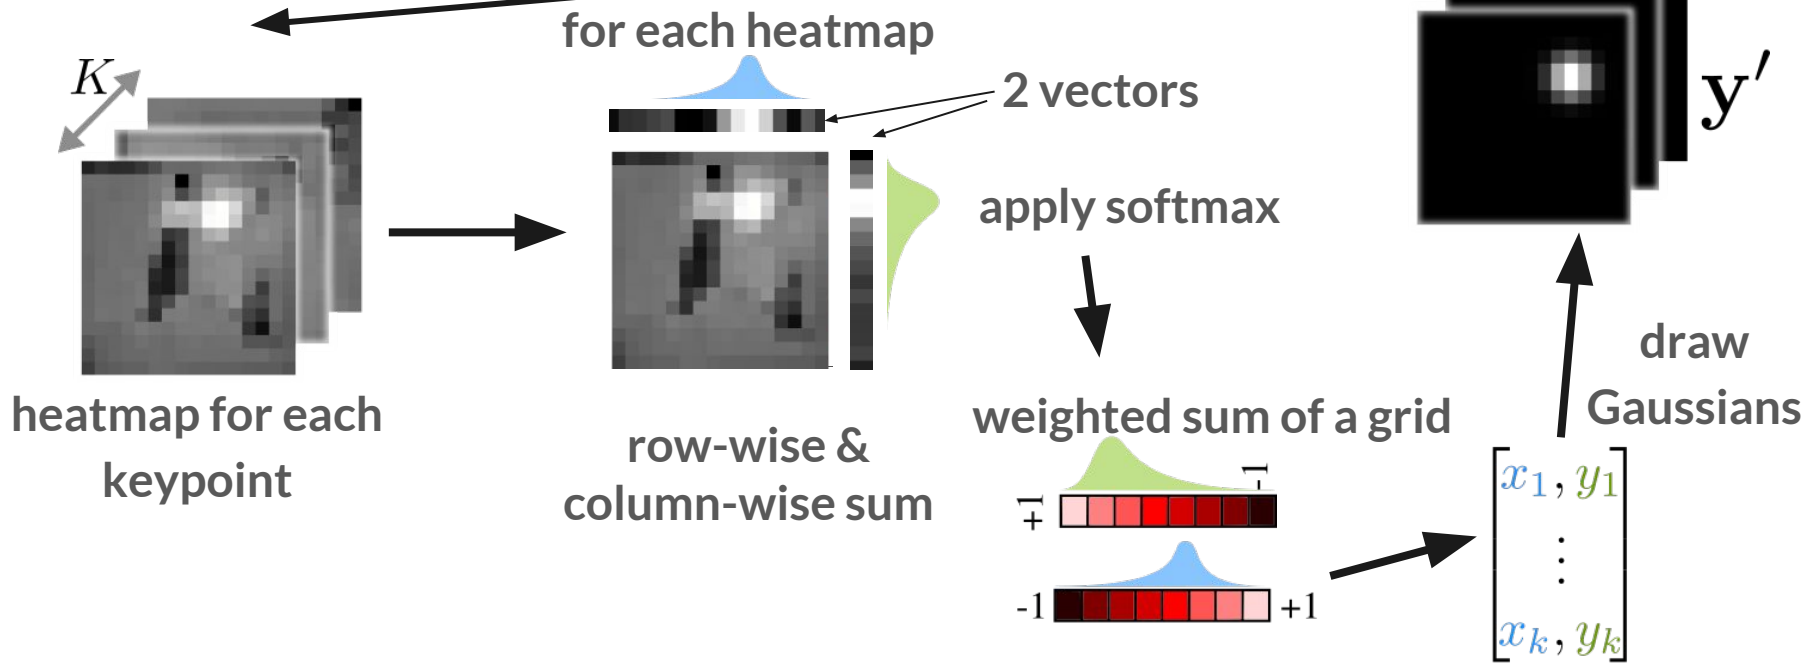 for each heatmap
K
2 vectors
y′
apply softmax
heatmap for each
keypoint
row-wise &
column-wise sum
weighted sum of a grid
+1
-1
-1
+1
draw
Gaussians
x₁, y₁
⋮
xₖ, yₖ